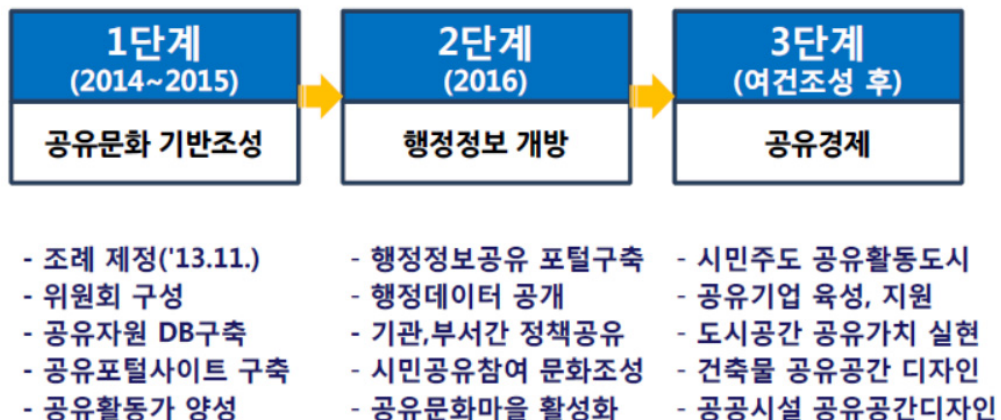 1단계
(2014~2015)
공유문화 기반조성
- 조례 제정('13.11.)
- 위원회 구성
- 공유자원 DB구축
- 공유포털사이트 구축
- 공유활동가 양성
2단계
(2016)
행정정보 개방
- 행정정보공유 포털구축
- 행정데이터 공개
- 기관,부서간 정책공유
- 시민공유참여 문화조성
- 공유문화마을 활성화
3단계
(여건조성 후)
공유경제
- 시민주도 공유활동도시
- 공유기업 육성, 지원
- 도시공간 공유가치 실현
- 건축물 공유공간 디자인
- 공공시설 공유공간디자인